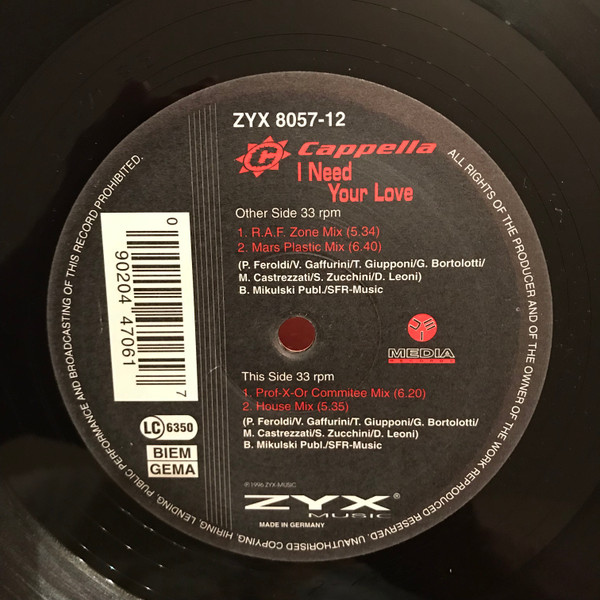 ZYX 8057-12
Cappella
I Need
Your Love
Other Side 33 rpm
1. R.A.F. Zone Mix (5.34)
2. Mars Plastic Mix (6.40)
(P. Feroldi/V. Gaffurini/T. Giupponi/G. Bortolotti/
M. Castrezzati/S. Zucchini/D. Leoni)
B. Mikulski Publ./SFR-Music
MEDIA
RECORDS
This Side 33 rpm
1. Prof-X-Or Commitee Mix (6.20)
2. House Mix (5.35)
(P. Feroldi/V. Gaffurini/T. Giupponi/G. Bortolotti/
M. Castrezzati/S. Zucchini/D. Leoni)
B. Mikulski Publ./SFR-Music
0 90204 47061 7
LC 6350
BIEM
GEMA
℗1996 ZYX-MUSIC
ZYX®
MUSIC
MADE IN GERMANY
ALL RIGHTS OF THE PRODUCER AND OF THE OWNER OF THE WORK REPRODUCED RESERVED. UNAUTHORISED COPYING, HIRING, LENDING, PUBLIC PERFORMANCE AND BROADCASTING OF THIS RECORD PROHIBITED.